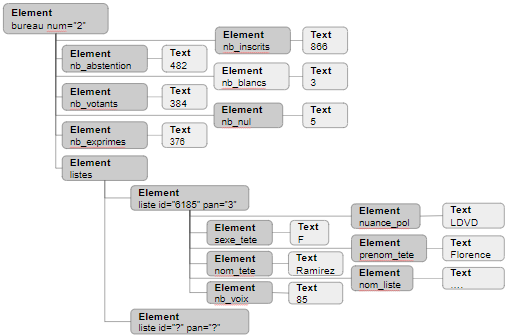 Element
bureau num="2"
Element
nb_inscrits
Text
866
Element
nb_abstention
Text
482
Element
nb_blancs
Text
3
Element
nb_votants
Text
384
Element
nb_nul
Text
5
Element
nb_exprimes
Text
376
Element
listes
Element
liste id="6185" pan="3"
Element
nuance_pol
Text
LDVD
Element
sexe_tete
Text
F
Element
prenom_tete
Text
Florence
Element
nom_tete
Text
Ramirez
Element
nom_liste
Text
....
Element
nb_voix
Text
85
Element
liste id="?" pan="?"